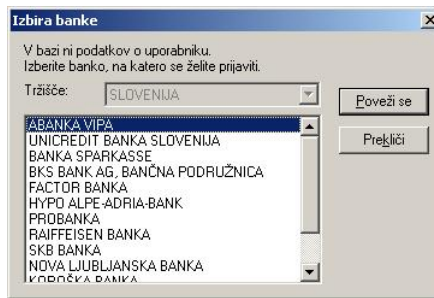 Izbira banke
V bazi ni podatkov o uporabniku.
Izberite banko, na katero se želite prijaviti.
Tržišče:
SLOVENIJA
Poveži se
Prekliči
ABANKA VIPA
UNICREDIT BANKA SLOVENIJA
BANKA SPARKASSE
BKS BANK AG, BANČNA PODRUŽNICA
FACTOR BANKA
HYPO ALPE-ADRIA-BANK
PROBANKA
RAIFFEISEN BANKA
SKB BANKA
NOVA LJUBLJANSKA BANKA
KOROŠKA BANKA